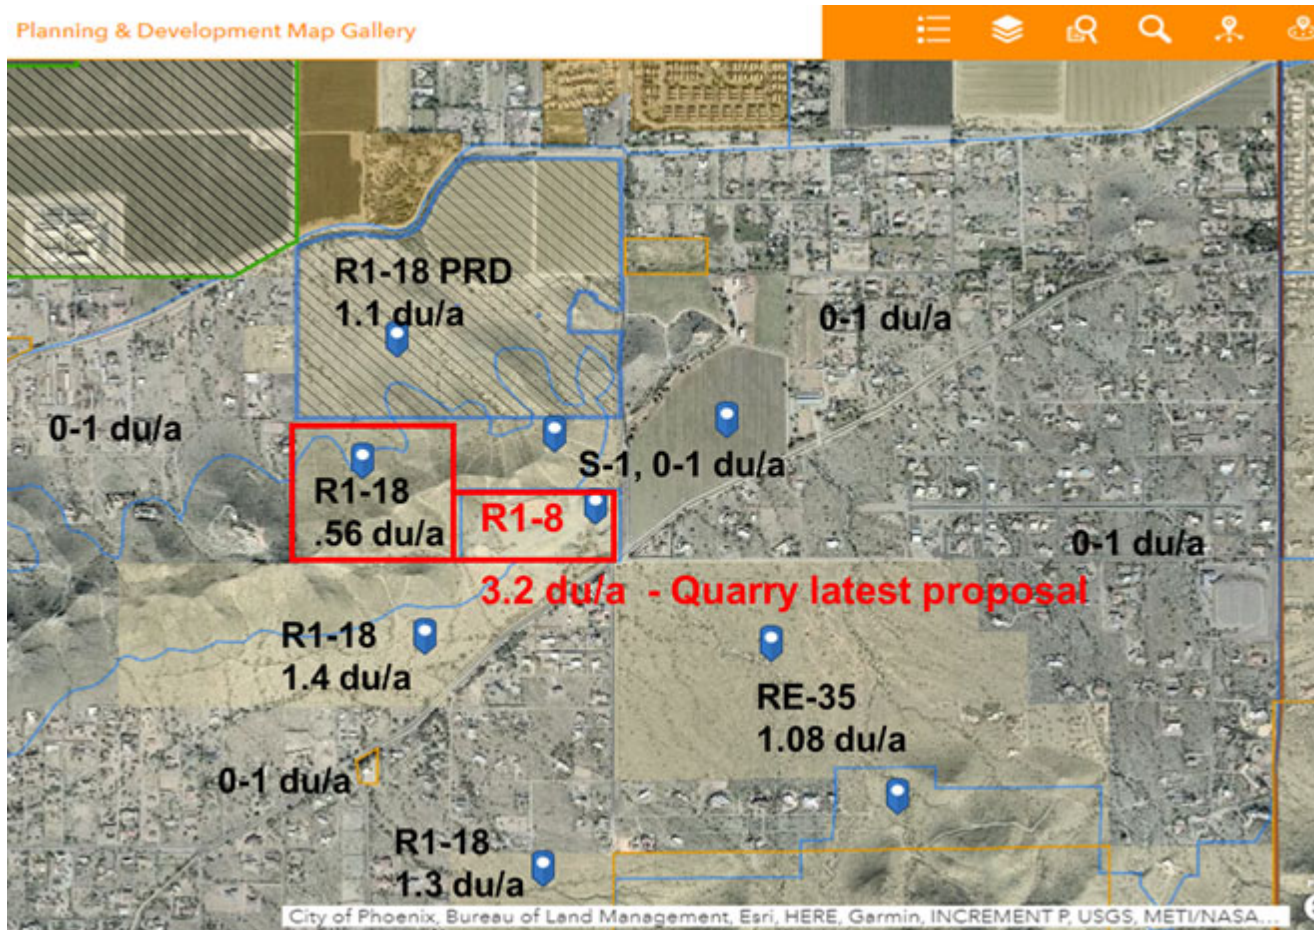 Planning & Development Map Gallery
R1-18 PRD
1.1 du/a
0-1 du/a
0-1 du/a
S-1, 0-1 du/a
R1-18
.56 du/a
R1-8
0-1 du/a
3.2 du/a - Quarry latest proposal
R1-18
1.4 du/a
RE-35
1.08 du/a
0-1 du/a
R1-18
1.3 du/a
City of Phoenix, Bureau of Land Management, Esri, HERE, Garmin, INCREMENT P, USGS, METI/NASA...